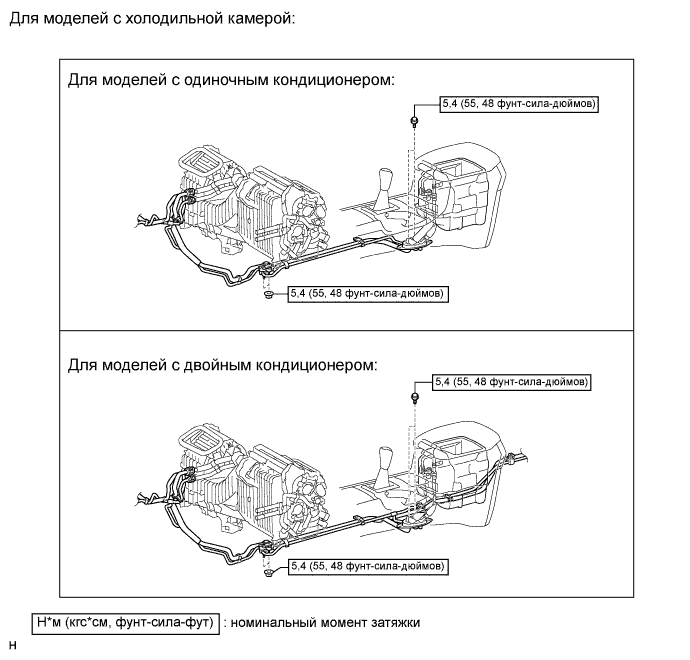 Для моделей с холодильной камерой:
Для моделей с одиночным кондиционером:
5,4 (55, 48 фунт-сила-дюймов)
5,4 (55, 48 фунт-сила-дюймов)
Для моделей с двойным кондиционером:
5,4 (55, 48 фунт-сила-дюймов)
5,4 (55, 48 фунт-сила-дюймов)
Н*м (кгс*см, фунт-сила-фут) : номинальный момент затяжки
Н